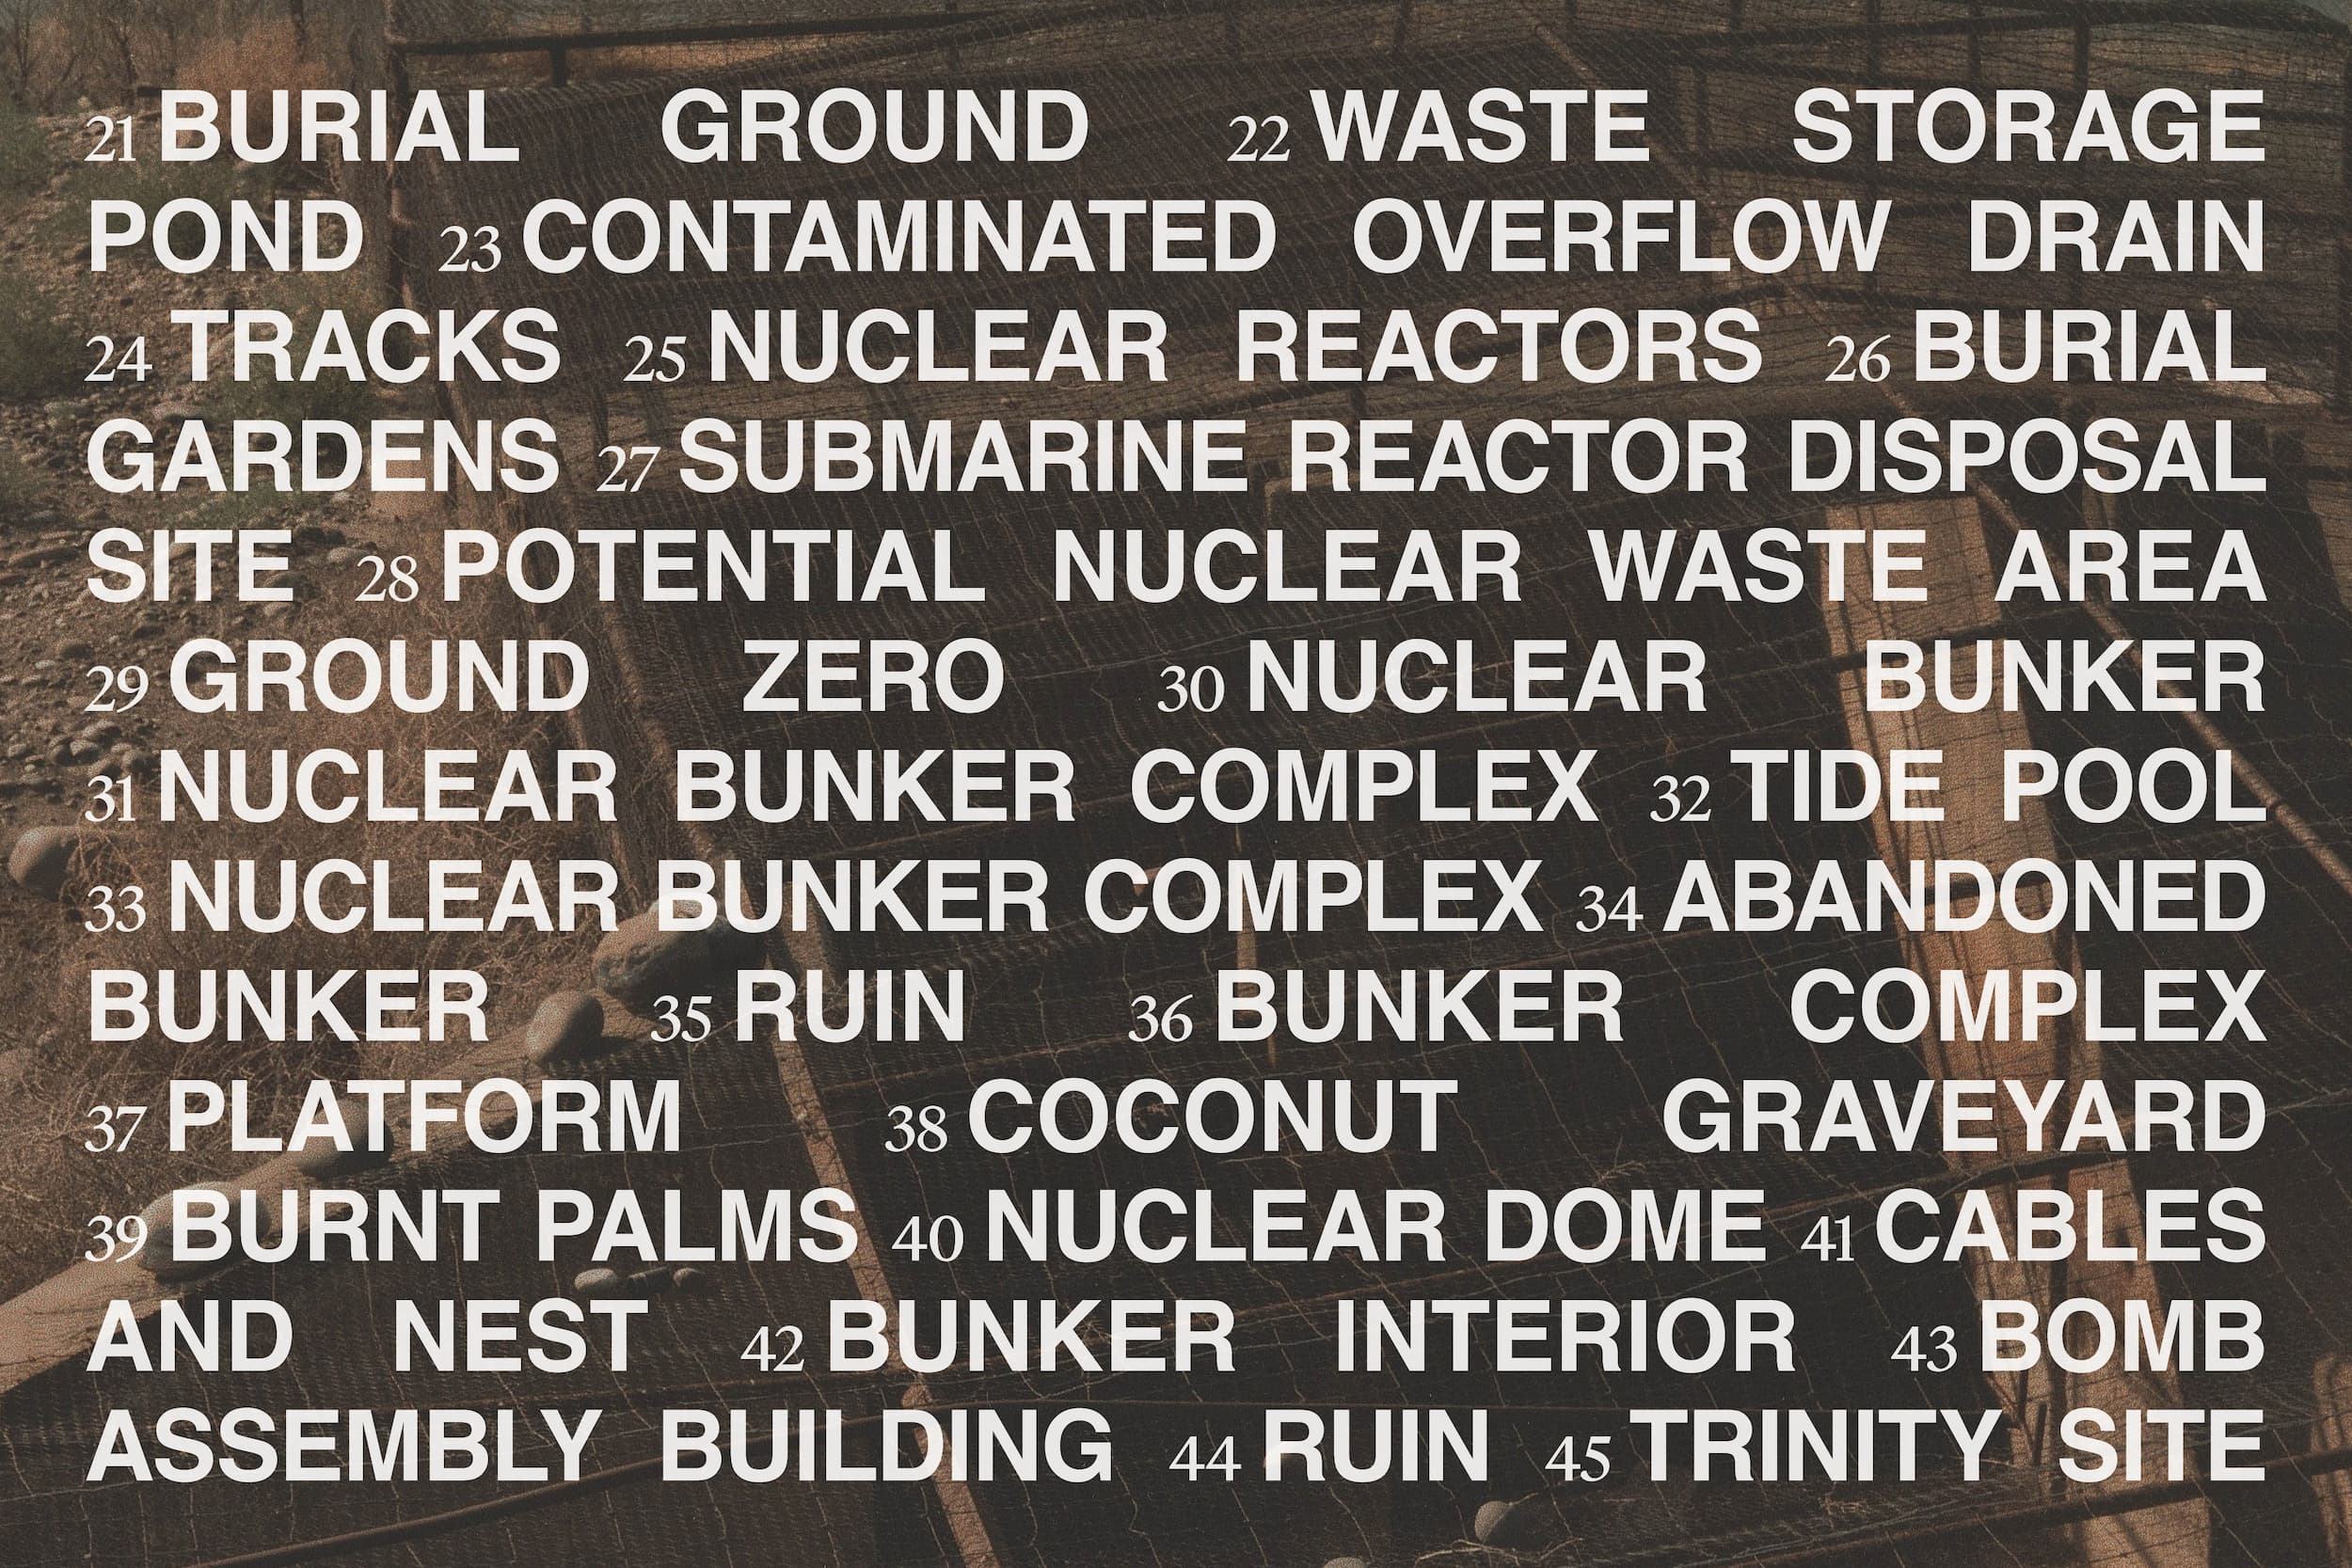 21 BURIAL GROUND 22 WASTE STORAGE
POND 23 CONTAMINATED OVERFLOW DRAIN
24 TRACKS 25 NUCLEAR REACTORS 26 BURIAL
GARDENS 27 SUBMARINE REACTOR DISPOSAL
SITE 28 POTENTIAL NUCLEAR WASTE AREA
29 GROUND ZERO 30 NUCLEAR BUNKER
31 NUCLEAR BUNKER COMPLEX 32 TIDE POOL
33 NUCLEAR BUNKER COMPLEX 34 ABANDONED
BUNKER 35 RUIN 36 BUNKER COMPLEX
37 PLATFORM 38 COCONUT GRAVEYARD
39 BURNT PALMS 40 NUCLEAR DOME 41 CABLES
AND NEST 42 BUNKER INTERIOR 43 BOMB
ASSEMBLY BUILDING 44 RUIN 45 TRINITY SITE